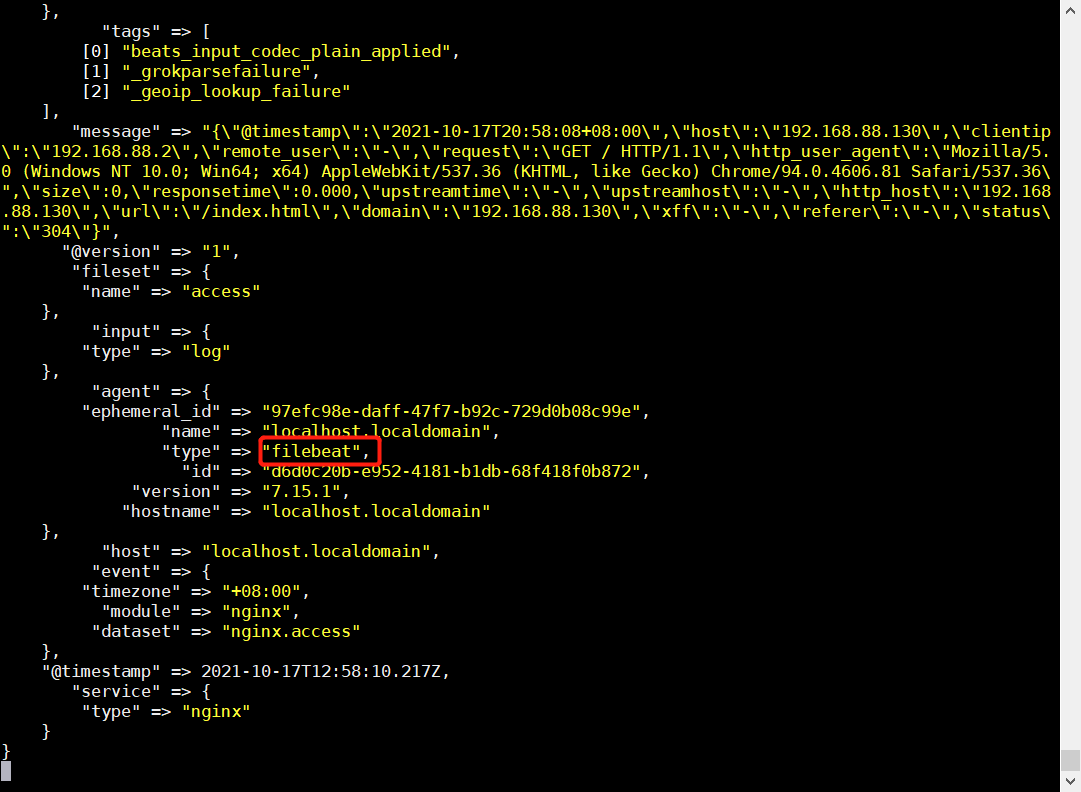 },
"tags" => [
[0] "beats_input_codec_plain_applied",
[1] "_grokparsefailure",
[2] "_geoip_lookup_failure"
],
"message" => "{\"@timestamp\":\"2021-10-17T20:58:08+08:00\",\"host\":\"192.168.88.130\",\"clientip
\":\"192.168.88.2\",\"remote_user\":\"-\",\"request\":\"GET / HTTP/1.1\",\"http_user_agent\":\"Mozilla/5.
0 (Windows NT 10.0; Win64; x64) AppleWebKit/537.36 (KHTML, like Gecko) Chrome/94.0.4606.81 Safari/537.36\
",\"size\":0,\"responsetime\":0.000,\"upstreamtime\":\"-\",\"upstreamhost\":\"-\",\"http_host\":\"192.168
.88.130\",\"url\":\"/index.html\",\"domain\":\"192.168.88.130\",\"xff\":\"-\",\"referer\":\"-\",\"status\
":\"304\"}",
"@version" => "1",
"fileset" => {
"name" => "access"
},
"input" => {
"type" => "log"
},
"agent" => {
"ephemeral_id" => "97efc98e-daff-47f7-b92c-729d0b08c99e",
"name" => "localhost.localdomain",
"type" => "filebeat",
"id" => "d6d0c20b-e952-4181-b1db-68f418f0b872",
"version" => "7.15.1",
"hostname" => "localhost.localdomain"
},
"host" => "localhost.localdomain",
"event" => {
"timezone" => "+08:00",
"module" => "nginx",
"dataset" => "nginx.access"
},
"@timestamp" => 2021-10-17T12:58:10.217Z,
"service" => {
"type" => "nginx"
}
}